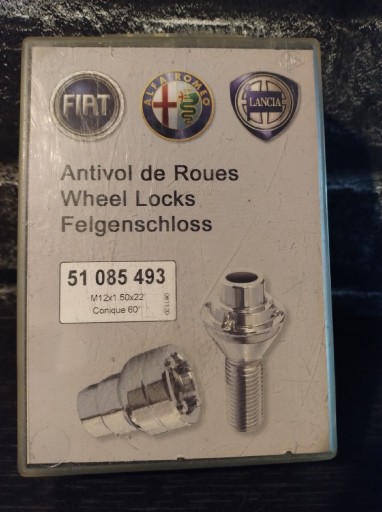 FIAT
ALFA ROMEO
LANCIA
Antivol de Roues
Wheel Locks
Felgenschloss
51 085 493
M12x1.50x22
Conique 60°